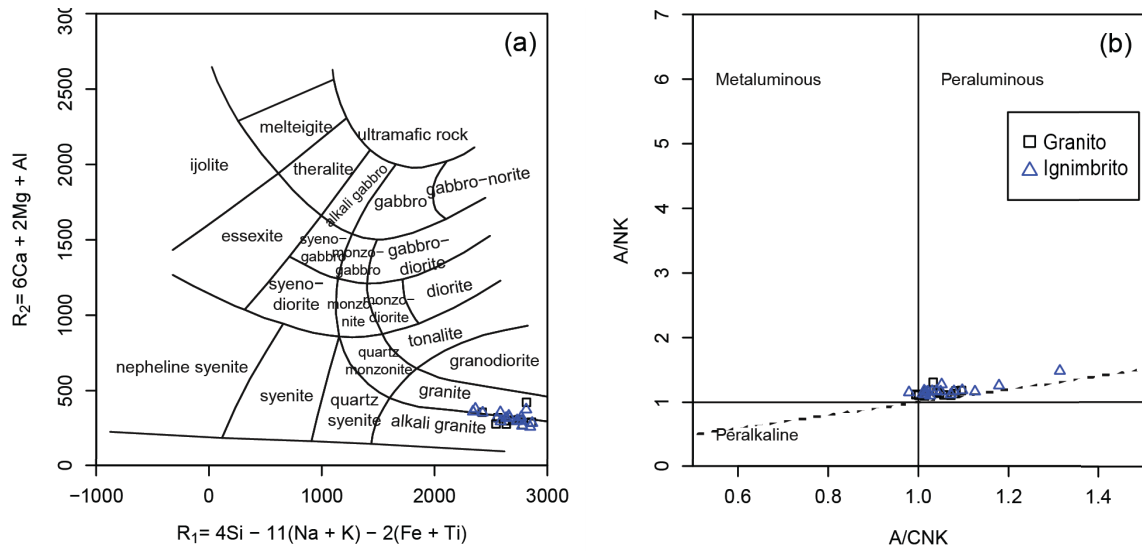 (a)
3000
2500
2000
1500
1000
500
0
R2= 6Ca + 2Mg + Al
melteigite
ultramafic rock
ijolite
theralite
alkali gabbro
gabbro
gabbro−norite
essexite
syeno-
gabbro
monzo-
gabbro
gabbro-
diorite
syeno-
diorite
monzo-
nite
monzo-
diorite
diorite
tonalite
nepheline syenite
quartz
monzonite
granodiorite
syenite
granite
quartz
syenite
alkali granite
−1000
0
1000
2000
3000
R1= 4Si − 11(Na + K) − 2(Fe + Ti)
(b)
7
6
5
4
3
2
1
0
A/NK
Metaluminous
Peraluminous
Granito
Ignimbrito
Peralkaline
0.6
0.8
1.0
1.2
1.4
A/CNK